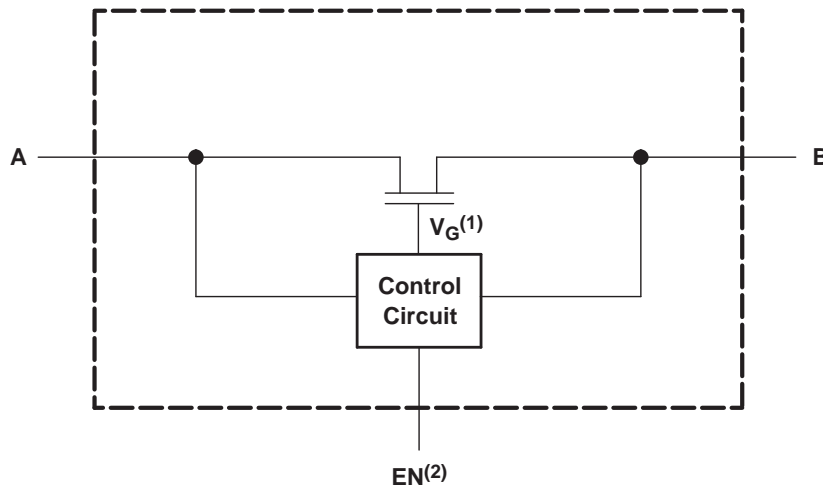 A
B
V_G(1)
Control
Circuit
EN(2)